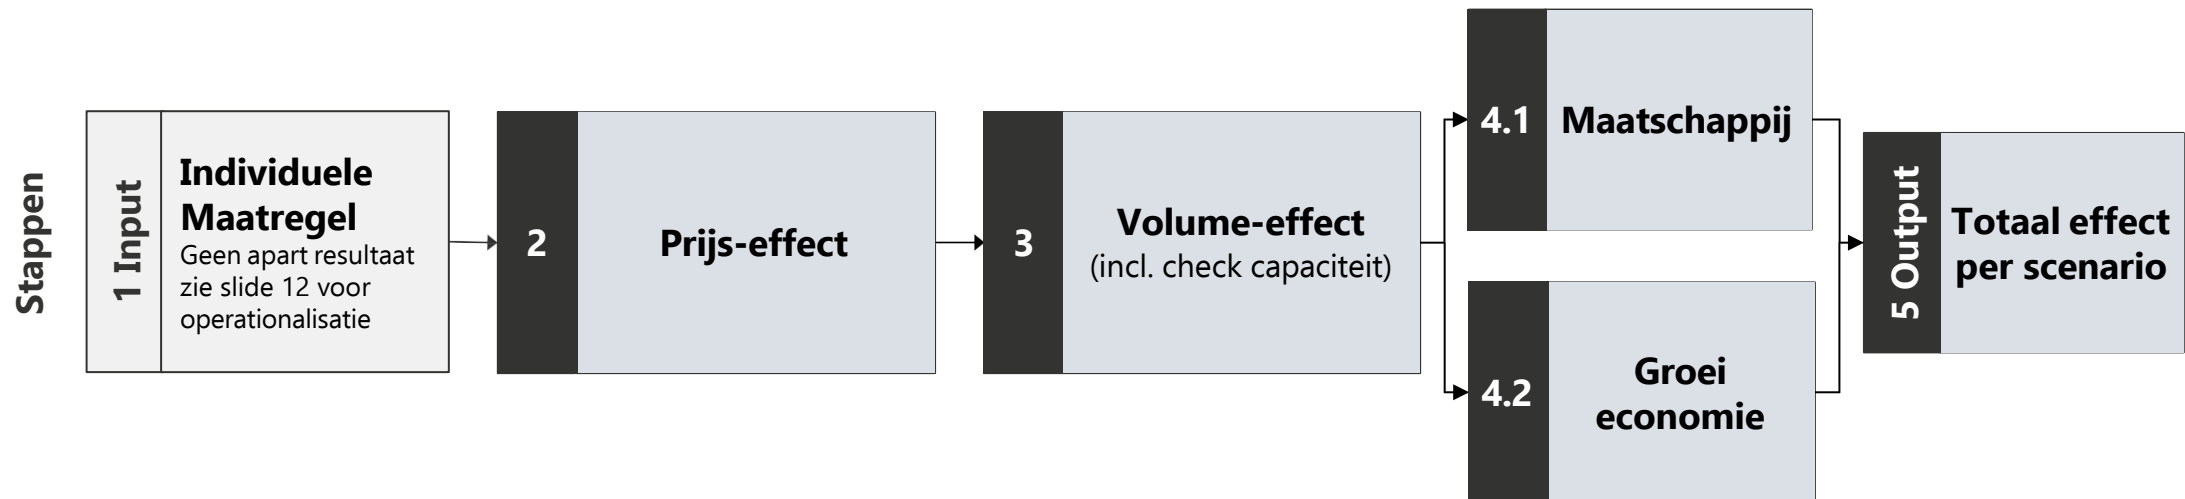 Stappen
1 Input
Individuele
Maatregel
Geen apart resultaat
zie slide 12 voor
operationalisatie
2
Prijs-effect
3
Volume-effect
(incl. check capaciteit)
4.1
Maatschappij
4.2
Groei
economie
5 Output
Totaal effect
per scenario